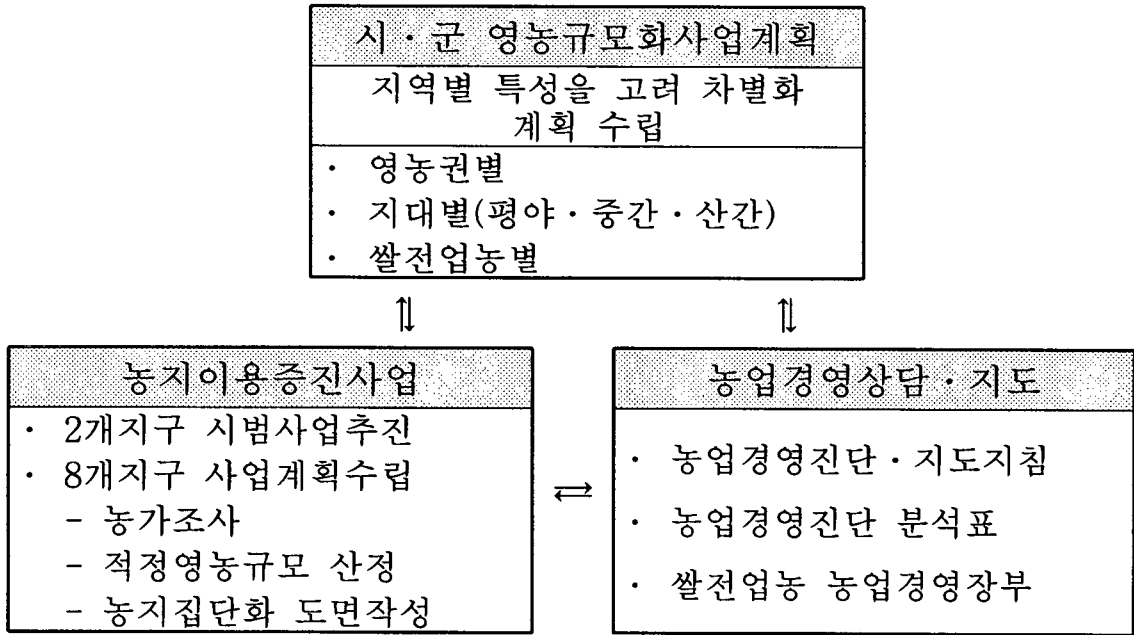 시·군 영농규모화사업계획
지역별 특성을 고려 차별화
계획 수립
· 영농권별
· 지대별(평야·중간·산간)
· 쌀전업농별
⇅ ⇅
농지이용증진사업
· 2개지구 시범사업추진
· 8개지구 사업계획수립
- 농가조사
- 적정영농규모 산정
- 농지집단화 도면작성
⇄
농업경영상담·지도
· 농업경영진단·지도지침
· 농업경영진단 분석표
· 쌀전업농 농업경영장부